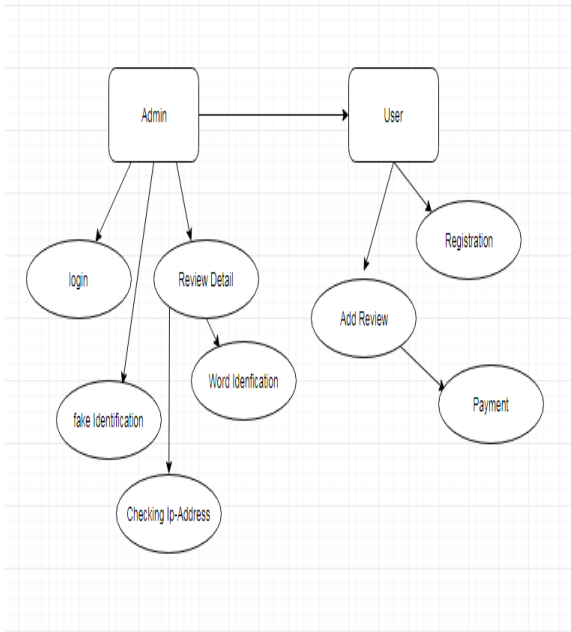 Admin
User
Registration
login
Review Detail
Add Review
Word Idenfication
Payment
fake Identification
Checking Ip-Address